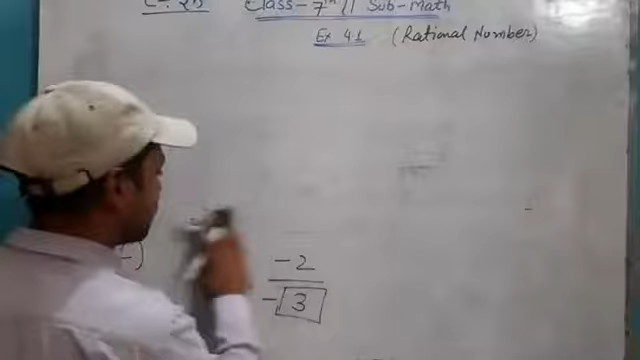 Class - 7th // Sub - Math
Ex 4.1 (Rational Number)
-)
-2
-3